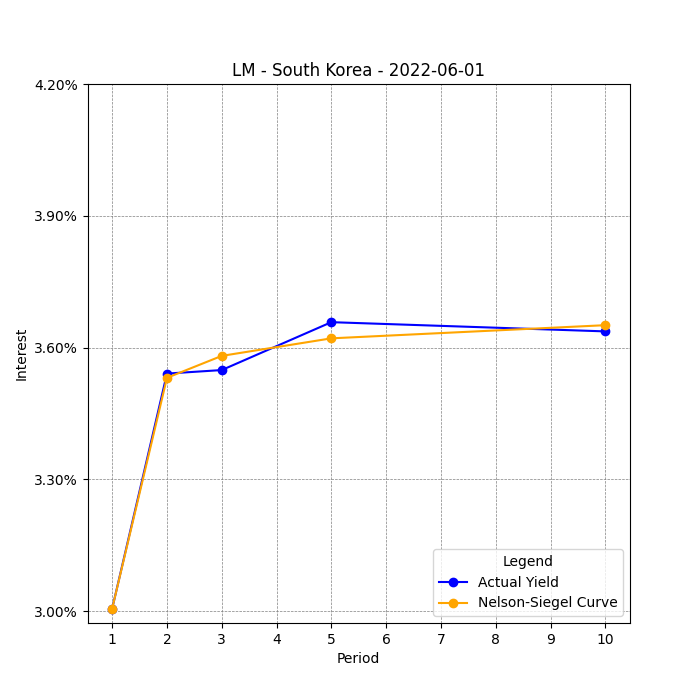 LM - South Korea - 2022-06-01
4.20%
3.90%
3.60%
3.30%
3.00%
Interest
1 2 3 4 5 6 7 8 9 10
Period
Legend
Actual Yield
Nelson-Siegel Curve